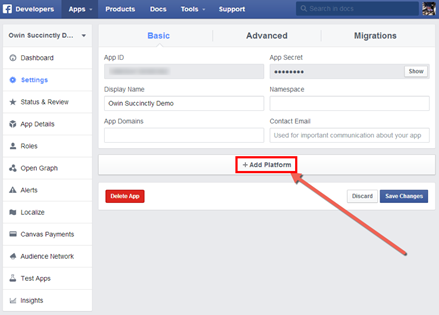 Developers Apps Products Docs Tools Support Search in docs
Owin Succinctly D...
Dashboard
Settings
Status & Review
App Details
Roles
Open Graph
Alerts
Localize
Canvas Payments
Audience Network
Test Apps
Insights
Basic Advanced Migrations
App ID App Secret
Show
Display Name Namespace
Owin Succinctly Demo
App Domains Contact Email
Used for important communication about your app
+ Add Platform
Delete App Discard Save Changes